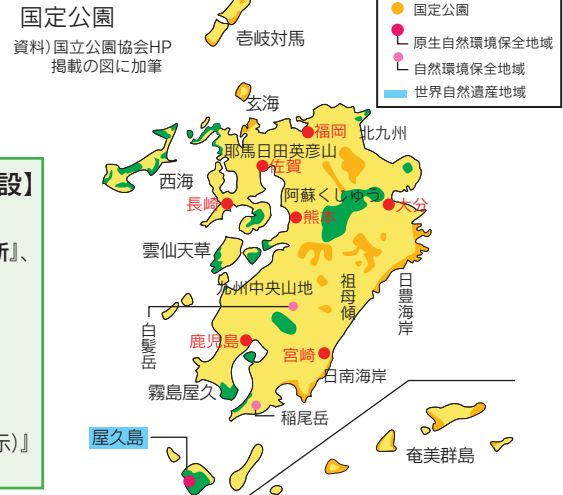 国定公園
資料)国立公園協会HP
掲載の図に加筆
国定公園
原生自然環境保全地域
自然環境保全地域
世界自然遺産地域
壱岐対馬
玄海
福岡
北九州
耶馬日田英彦山
佐賀
西海
阿蘇くじゅう
長崎
大分
熊本
雲仙天草
九州中央山地
祖母傾
日豊海岸
白髪岳
鹿児島
宮崎
日南海岸
霧島屋久
稲尾岳
屋久島
奄美群島
設】
所』、
示)』